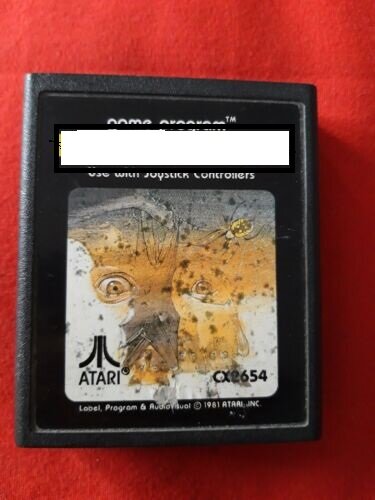 game program™
Use with Joystick Controllers
ATARI®
CX2654
Label, Program & Audiovisual © 1981 ATARI, INC.